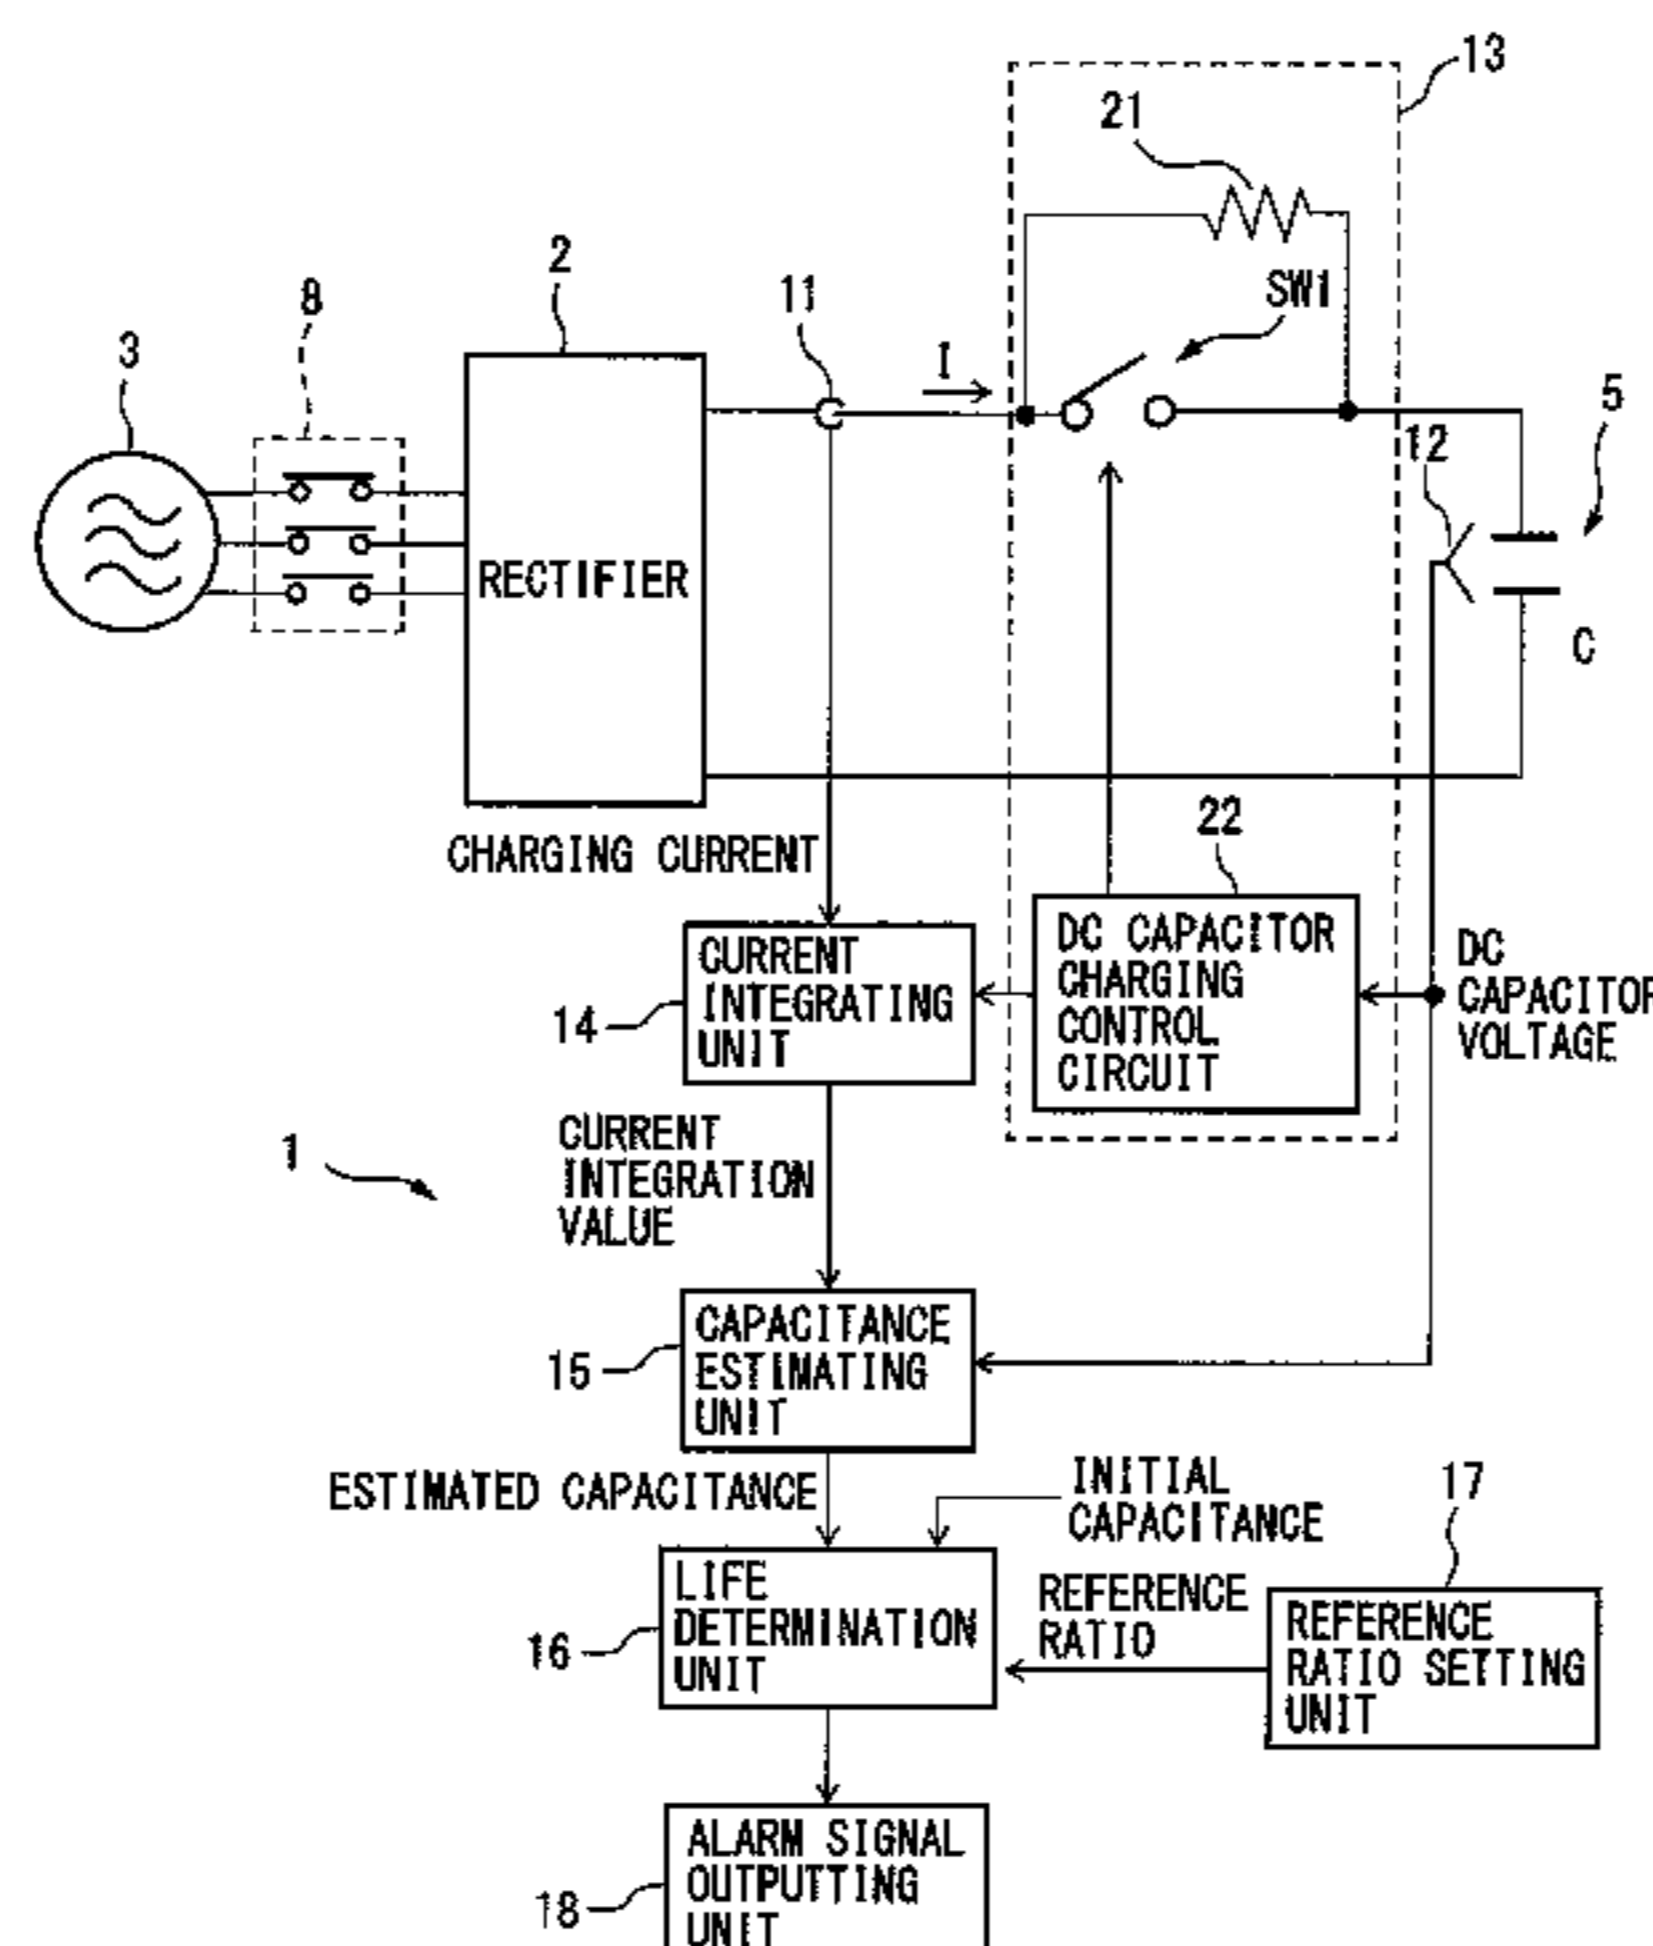 13
21
2
11
SW1
8
3
I
5
12
RECTIFIER
C
22
CHARGING CURRENT
CURRENT
INTEGRATING
UNIT
14
DC CAPACITOR
CHARGING
CONTROL
CIRCUIT
DC
CAPACITOR
VOLTAGE
CURRENT
INTEGRATION
VALUE
1
CAPACITANCE
ESTIMATING
UNIT
15
ESTIMATED CAPACITANCE
INITIAL
CAPACITANCE
17
LIFE
DETERMINATION
UNIT
16
REFERENCE
RATIO
REFERENCE
RATIO SETTING
UNIT
ALARM SIGNAL
OUTPUTTING
UNIT
18